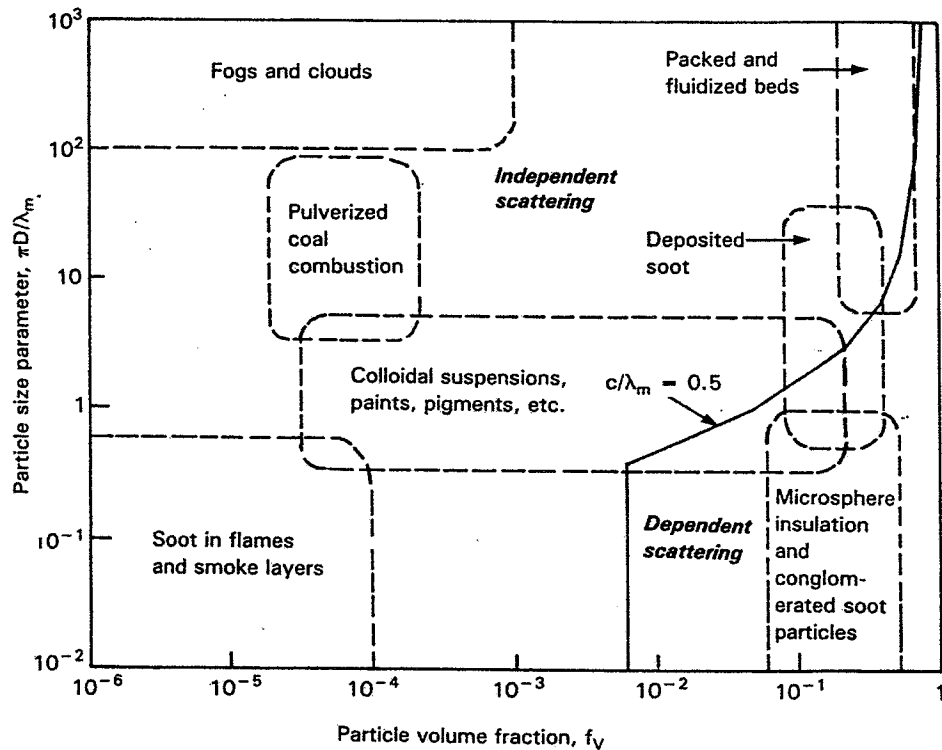 10³
Fogs and clouds
Packed and
fluidized beds
10²
Independent
scattering
Pulverized
coal
combustion
Deposited
soot
Particle size parameter, πD/λm.
10
Colloidal suspensions,
paints, pigments, etc.
c/λm = 0.5
1
10⁻¹
Soot in flames
and smoke layers
Dependent
scattering
Microsphere
insulation
and
conglom-
erated soot
particles
10⁻²
10⁻⁶ 10⁻⁵ 10⁻⁴ 10⁻³ 10⁻² 10⁻¹ 1
Particle volume fraction, fV